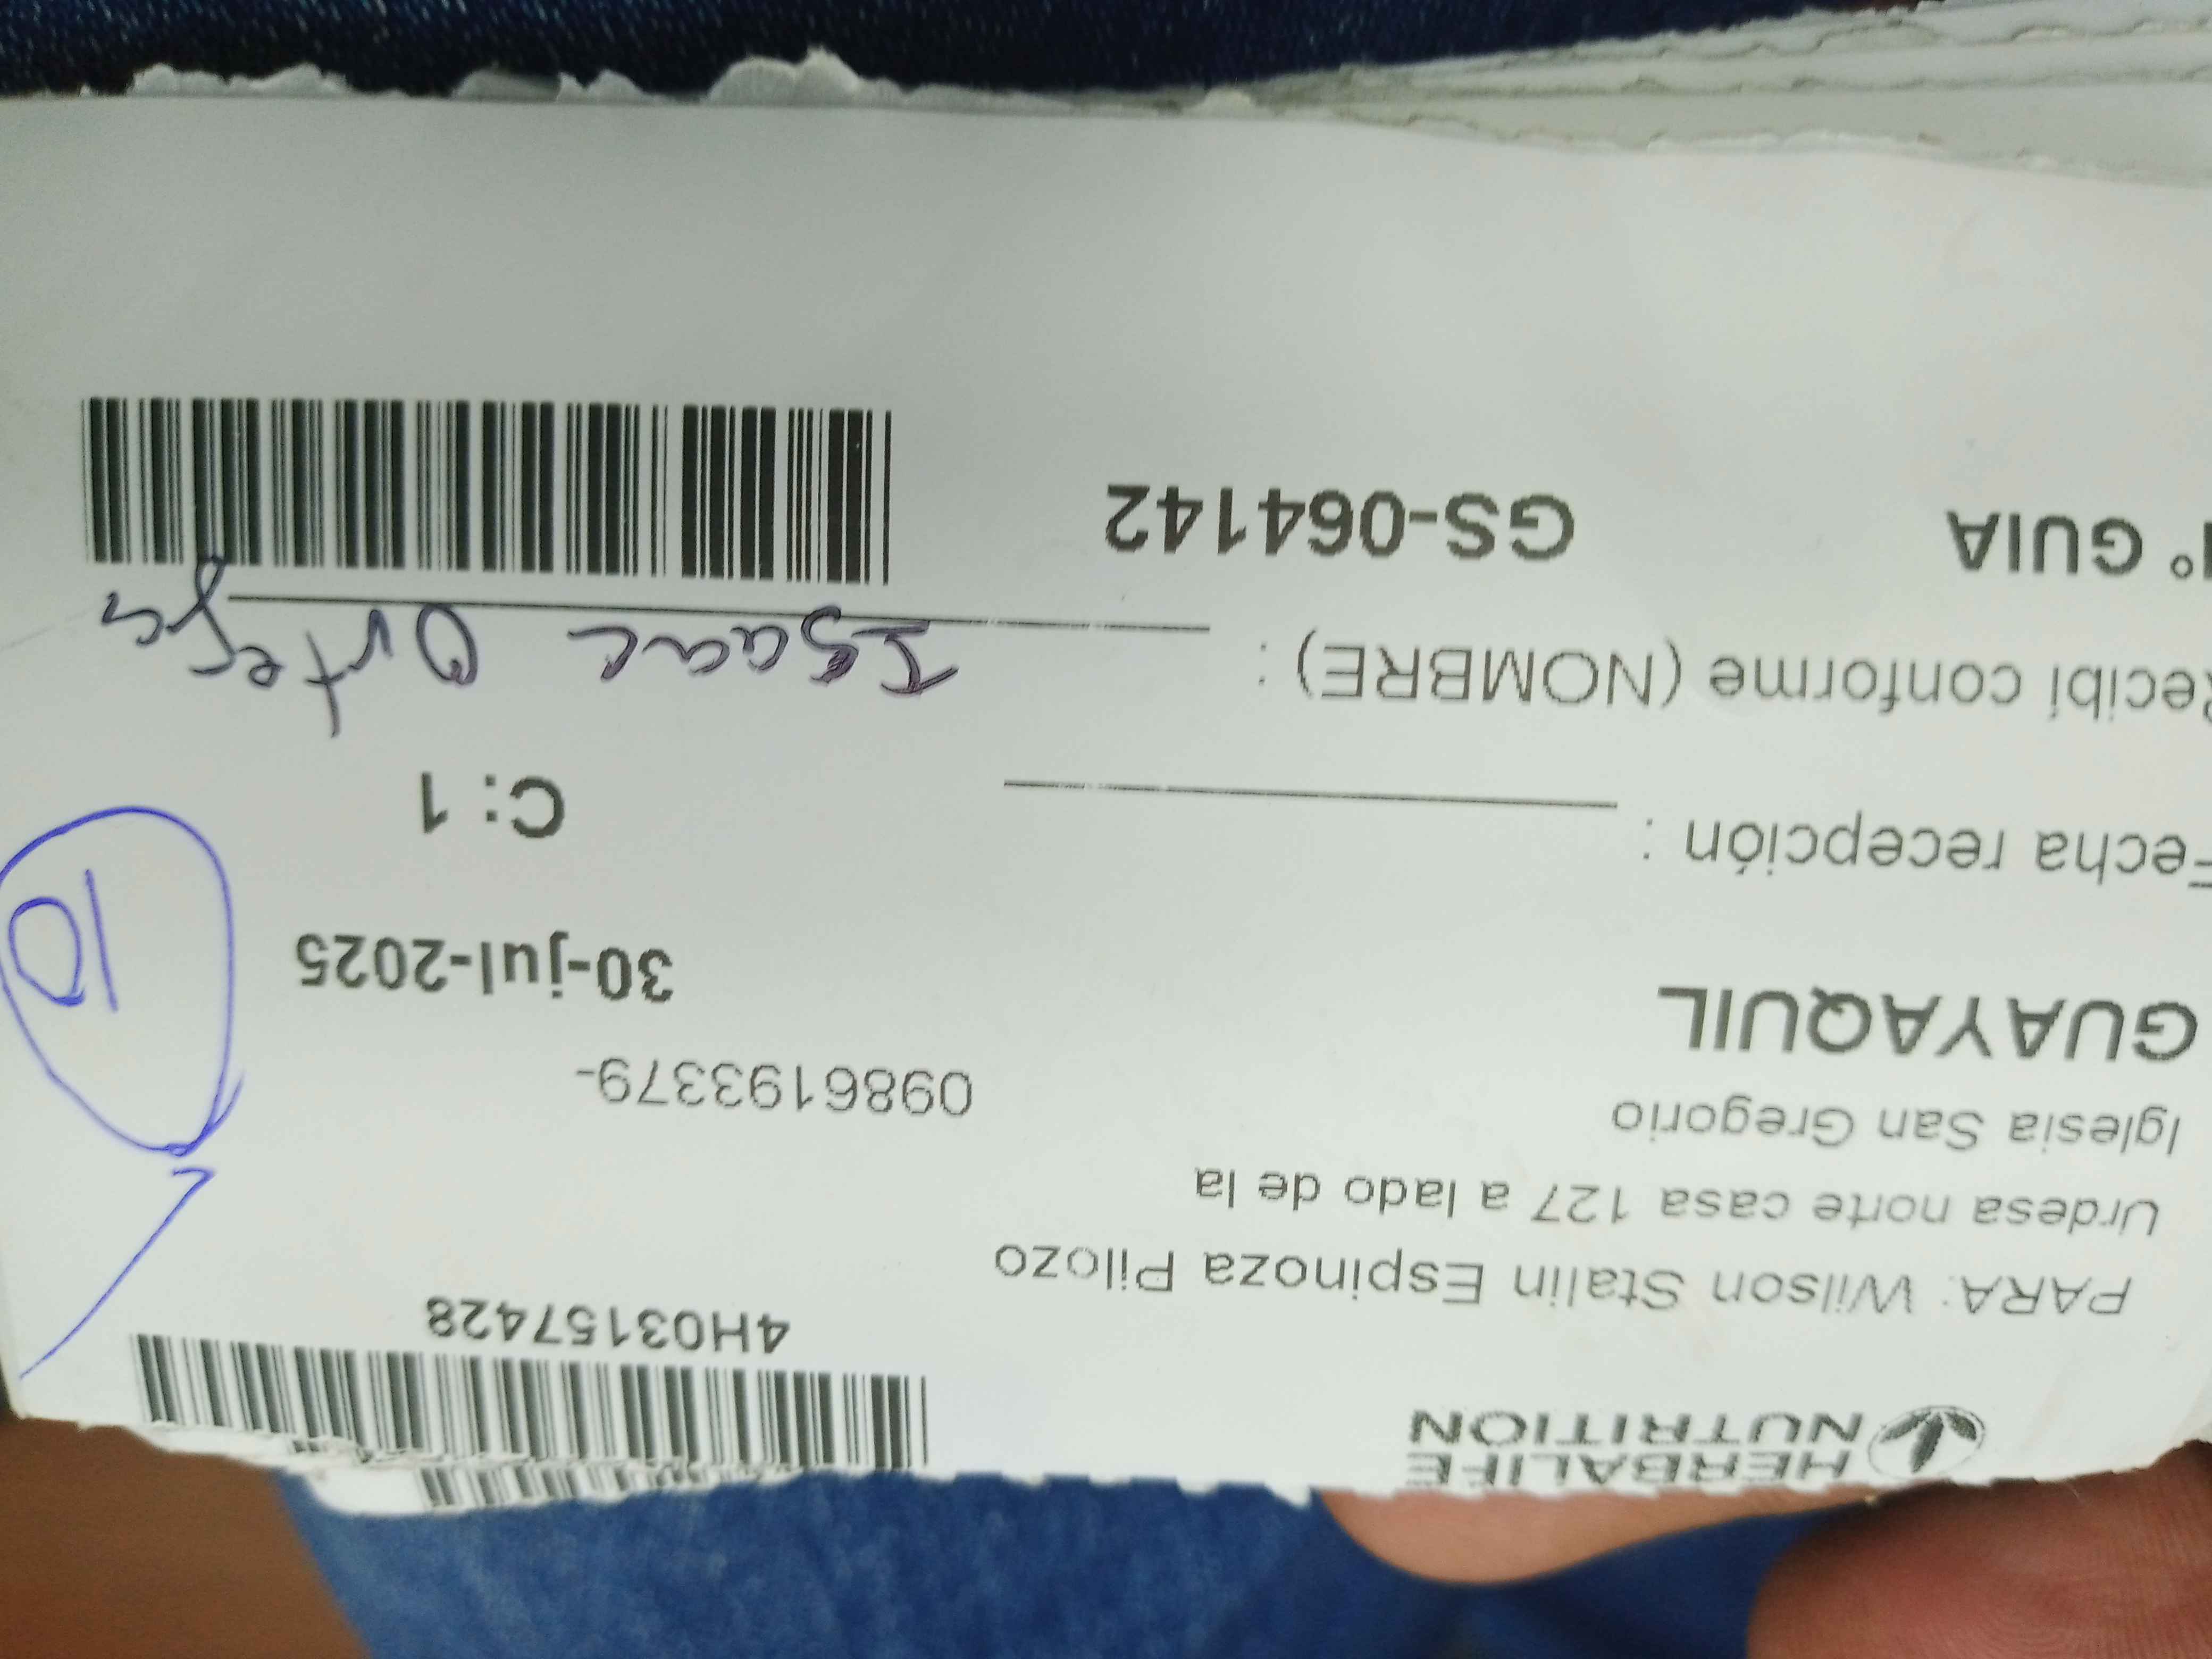 HERBALIFE
NUTRITION
4H03157428
PARA: Wilson Stalin Espinoza Pilozo
Urdesa norte casa 127 a lado de la
Iglesia San Gregorio
0986193379-
GUAYAQUIL
30-jul-2025
10
Fecha recepción :
C: 1
Recibi conforme (NOMBRE) :
Isaac Ortega
N° GUIA GS-064142